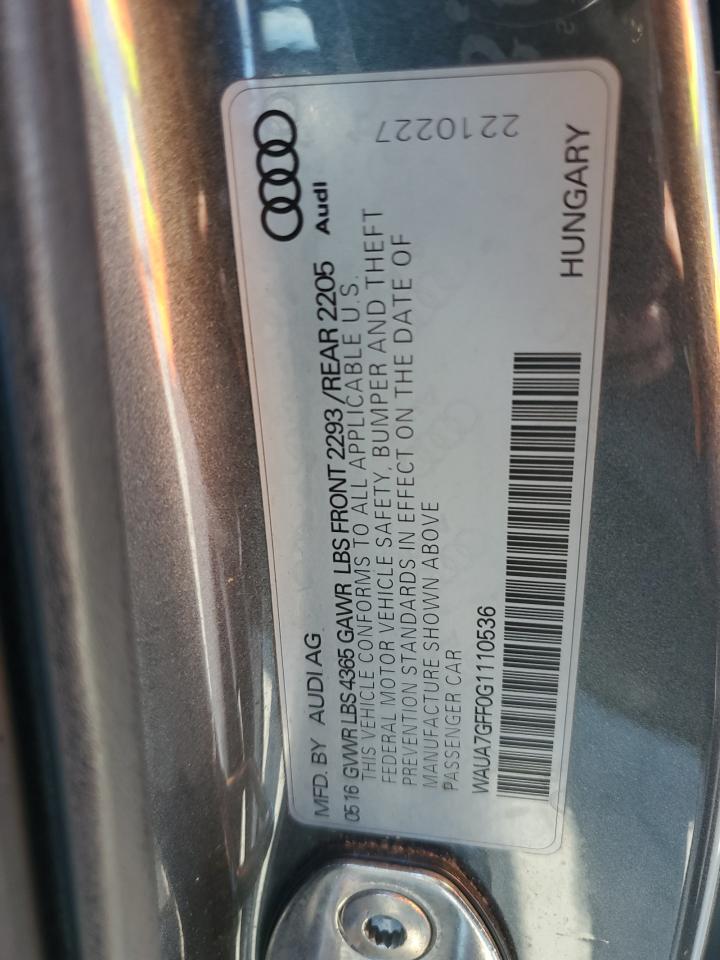 Audi
MFD. BY AUDI AG
05 16 GVWR LBS 4365 GAWR LBS FRONT 2293 /REAR 2205
THIS VEHICLE CONFORMS TO ALL APPLICABLE U.S.
FEDERAL MOTOR VEHICLE SAFETY, BUMPER AND THEFT
PREVENTION STANDARDS IN EFFECT ON THE DATE OF
MANUFACTURE SHOWN ABOVE
PASSENGER CAR
WAUA7GFF0G1110536
HUNGARY
2210227